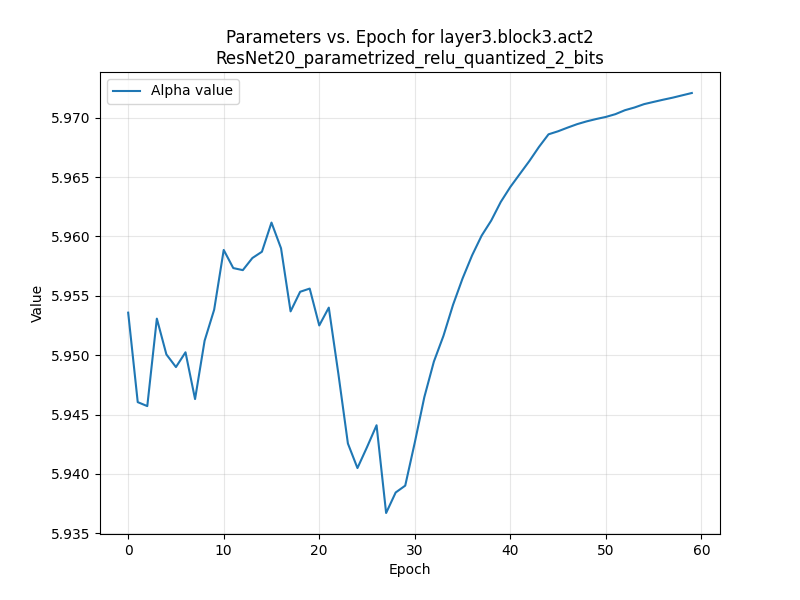 Parameters vs. Epoch for layer3.block3.act2
ResNet20_parametrized_relu_quantized_2_bits
Alpha value
5.970
5.965
5.960
5.955
5.950
5.945
5.940
5.935
Value
0 10 20 30 40 50 60
Epoch